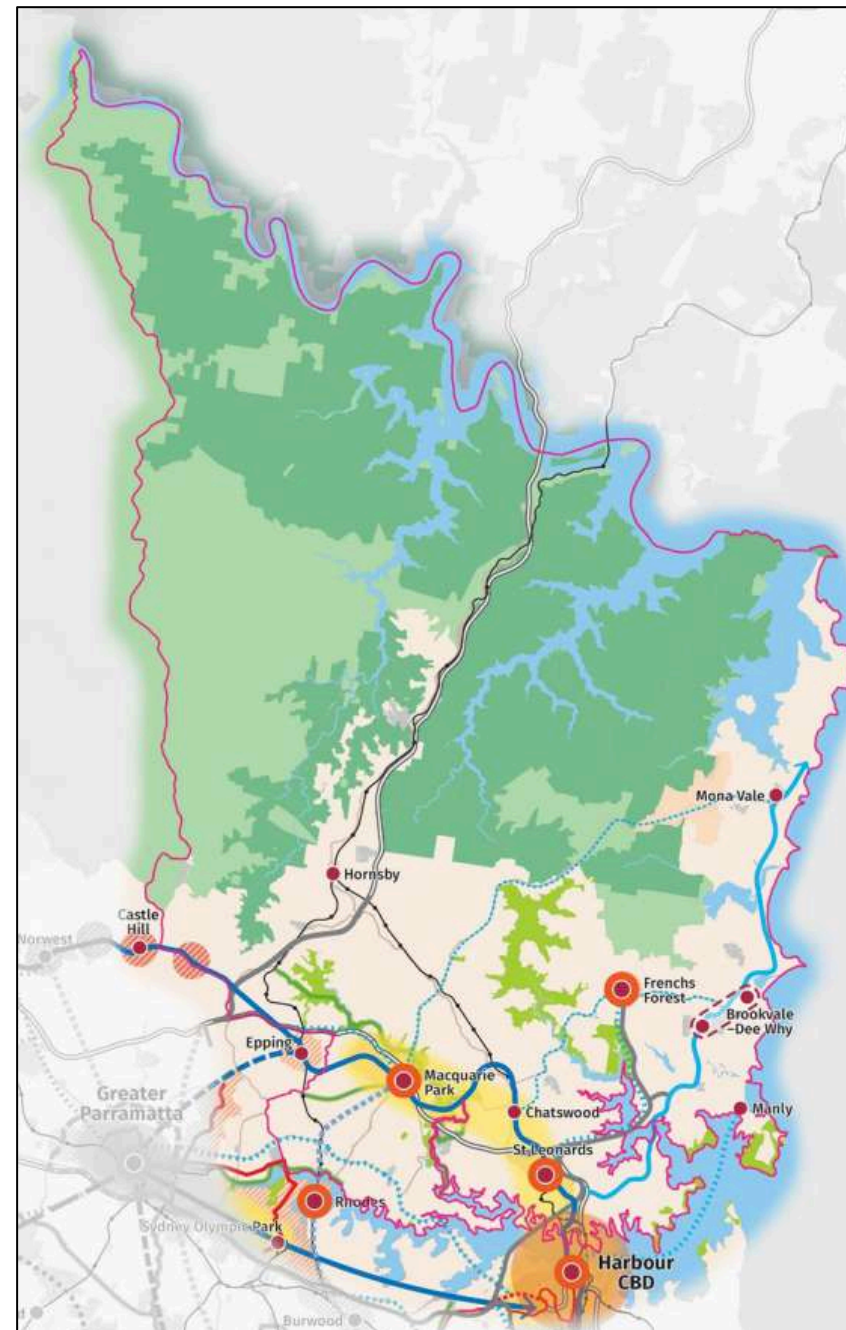 Mona Vale
Hornsby
Castle
Hill
Norwest
Frenchs
Forest
Brookvale
–Dee Why
Epping
Macquarie
Park
Greater
Parramatta
Chatswood
Manly
St Leonards
Rhodes
Sydney Olympic Park
Harbour
CBD
Burwood